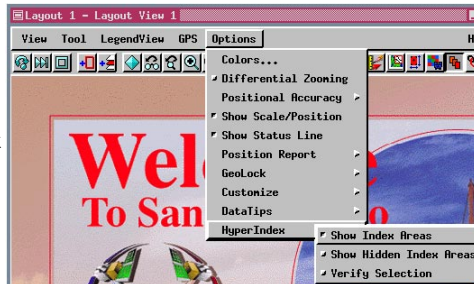 Layout 1 - Layout View 1
View Tool LegendView GPS Options H
Colors...
Differential Zooming
Positional Accuracy
Show Scale/Position
Show Status Line
Position Report
GeoLock
Customize
DataTips
HyperIndex
Show Index Areas
Show Hidden Index Areas
Verify Selection
Wel e
To San o